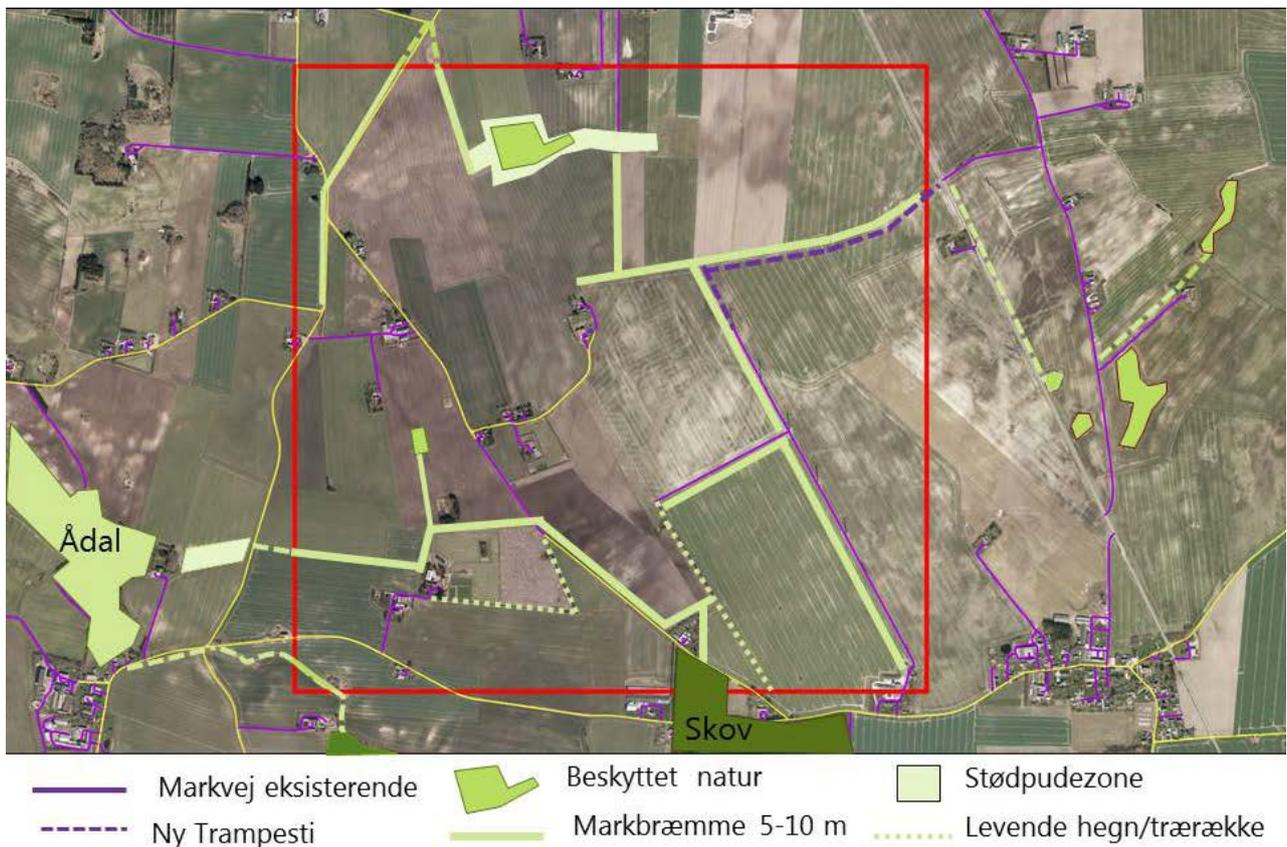 Ådal
Skov
Markvej eksisterende
Beskyttet natur
Stødpudezone
Ny Trampesti
Markbræmme 5-10 m
Levende hegn/trærække